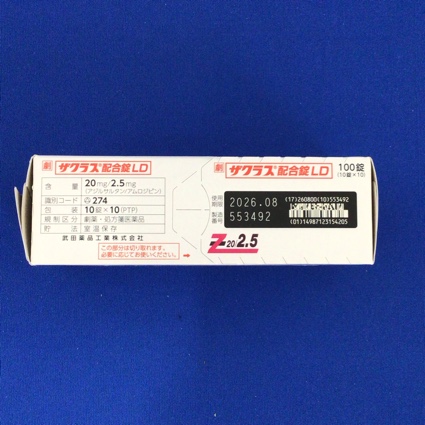 劇 ザクラス®配合錠LD
含量 20mg/2.5mg
(アジルサルタン/アムロジピン)
識別コード 274
包装 10錠×10(PTP)
規制区分 劇薬・処方箋医薬品
貯法 室温保存
武田薬品工業株式会社
この部分は切り取れます。
必要に応じてお使いください。
劇 ザクラス®配合錠LD
100錠
(10錠×10)
使用期限 2026.08
製造番号 553492
(17)260800(10)553492
(01)14987123154205
Z20/2.5